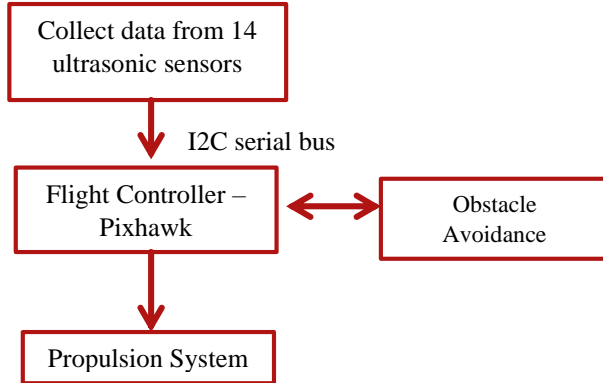 Collect data from 14
ultrasonic sensors
I2C serial bus
Flight Controller –
Pixhawk
Obstacle
Avoidance
Propulsion System